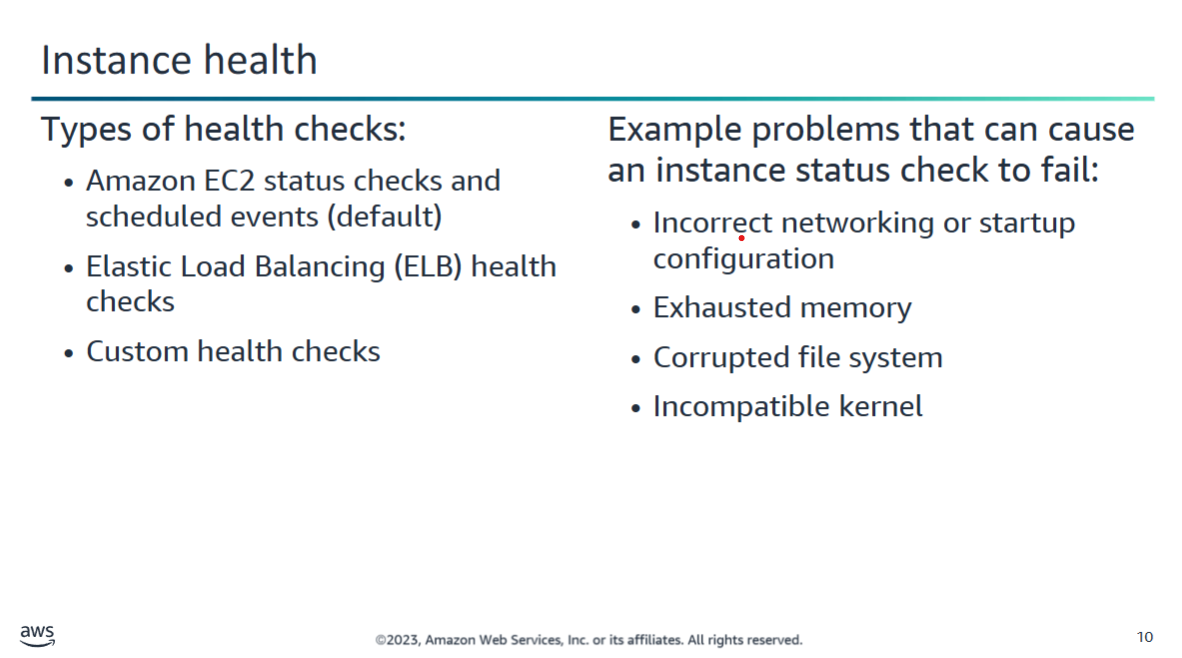 Instance health
Types of health checks:
• Amazon EC2 status checks and
scheduled events (default)
• Elastic Load Balancing (ELB) health
checks
• Custom health checks
Example problems that can cause
an instance status check to fail:
• Incorrect networking or startup
configuration
• Exhausted memory
• Corrupted file system
• Incompatible kernel
aws
©2023, Amazon Web Services, Inc. or its affiliates. All rights reserved.
10